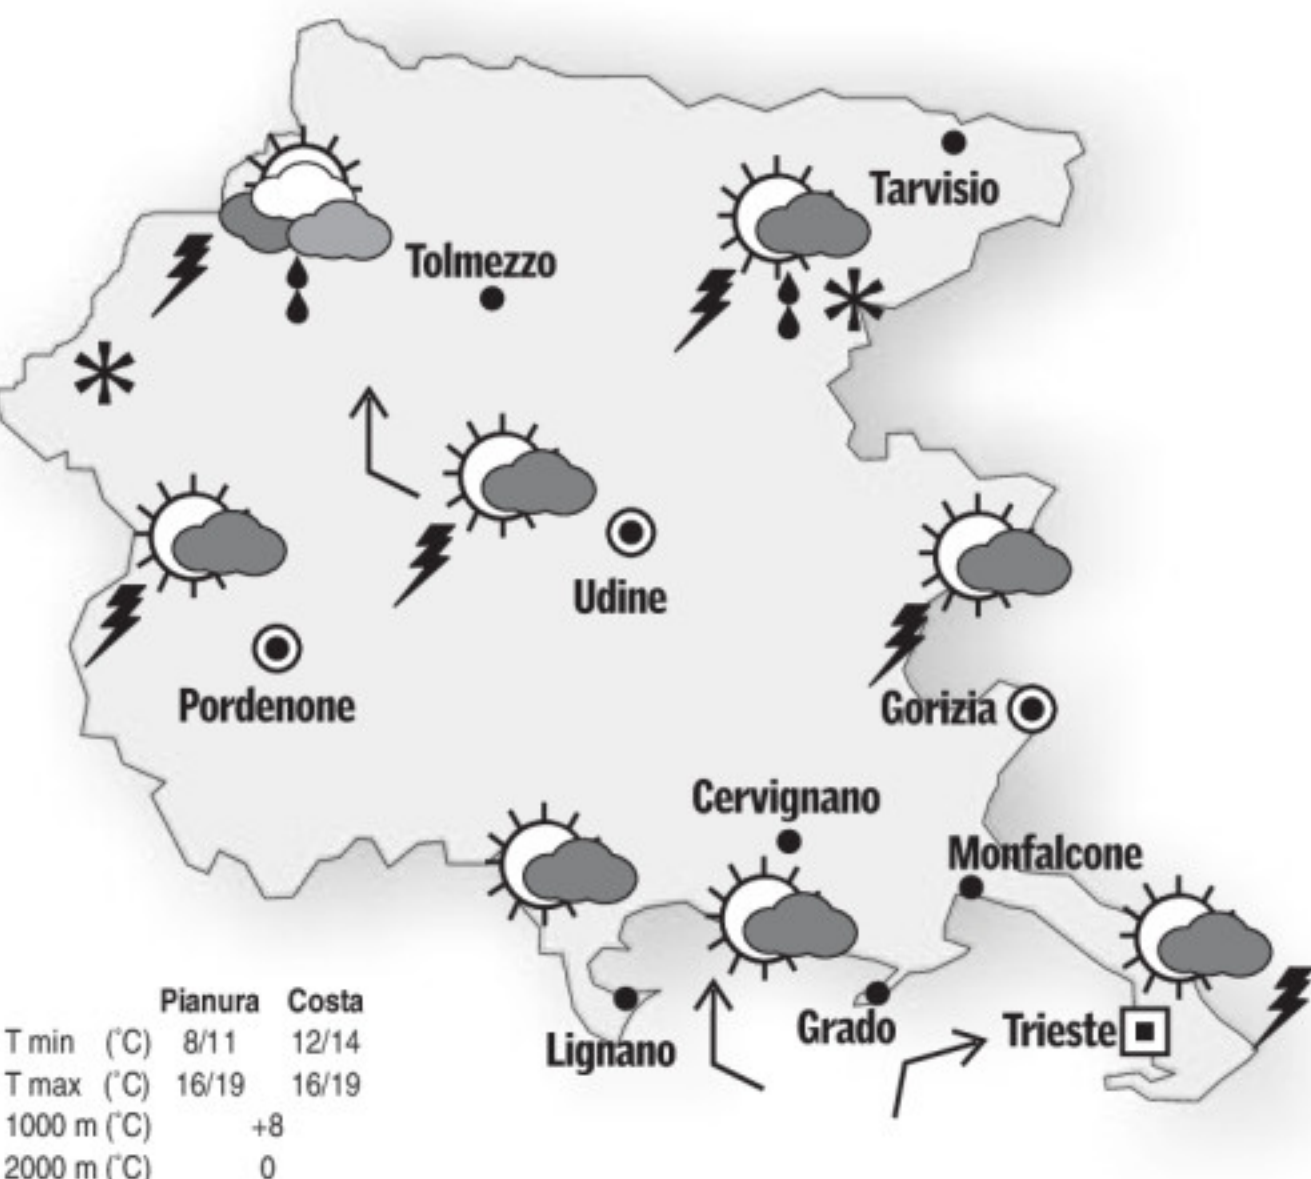 Tarvisio
Tolmezzo
Udine
Pordenone
Gorizia
Cervignano
Monfalcone
Lignano
Grado
Trieste
Pianura Costa
T min (°C) 8/11 12/14
T max (°C) 16/19 16/19
1000 m (°C) +8
2000 m (°C) 0